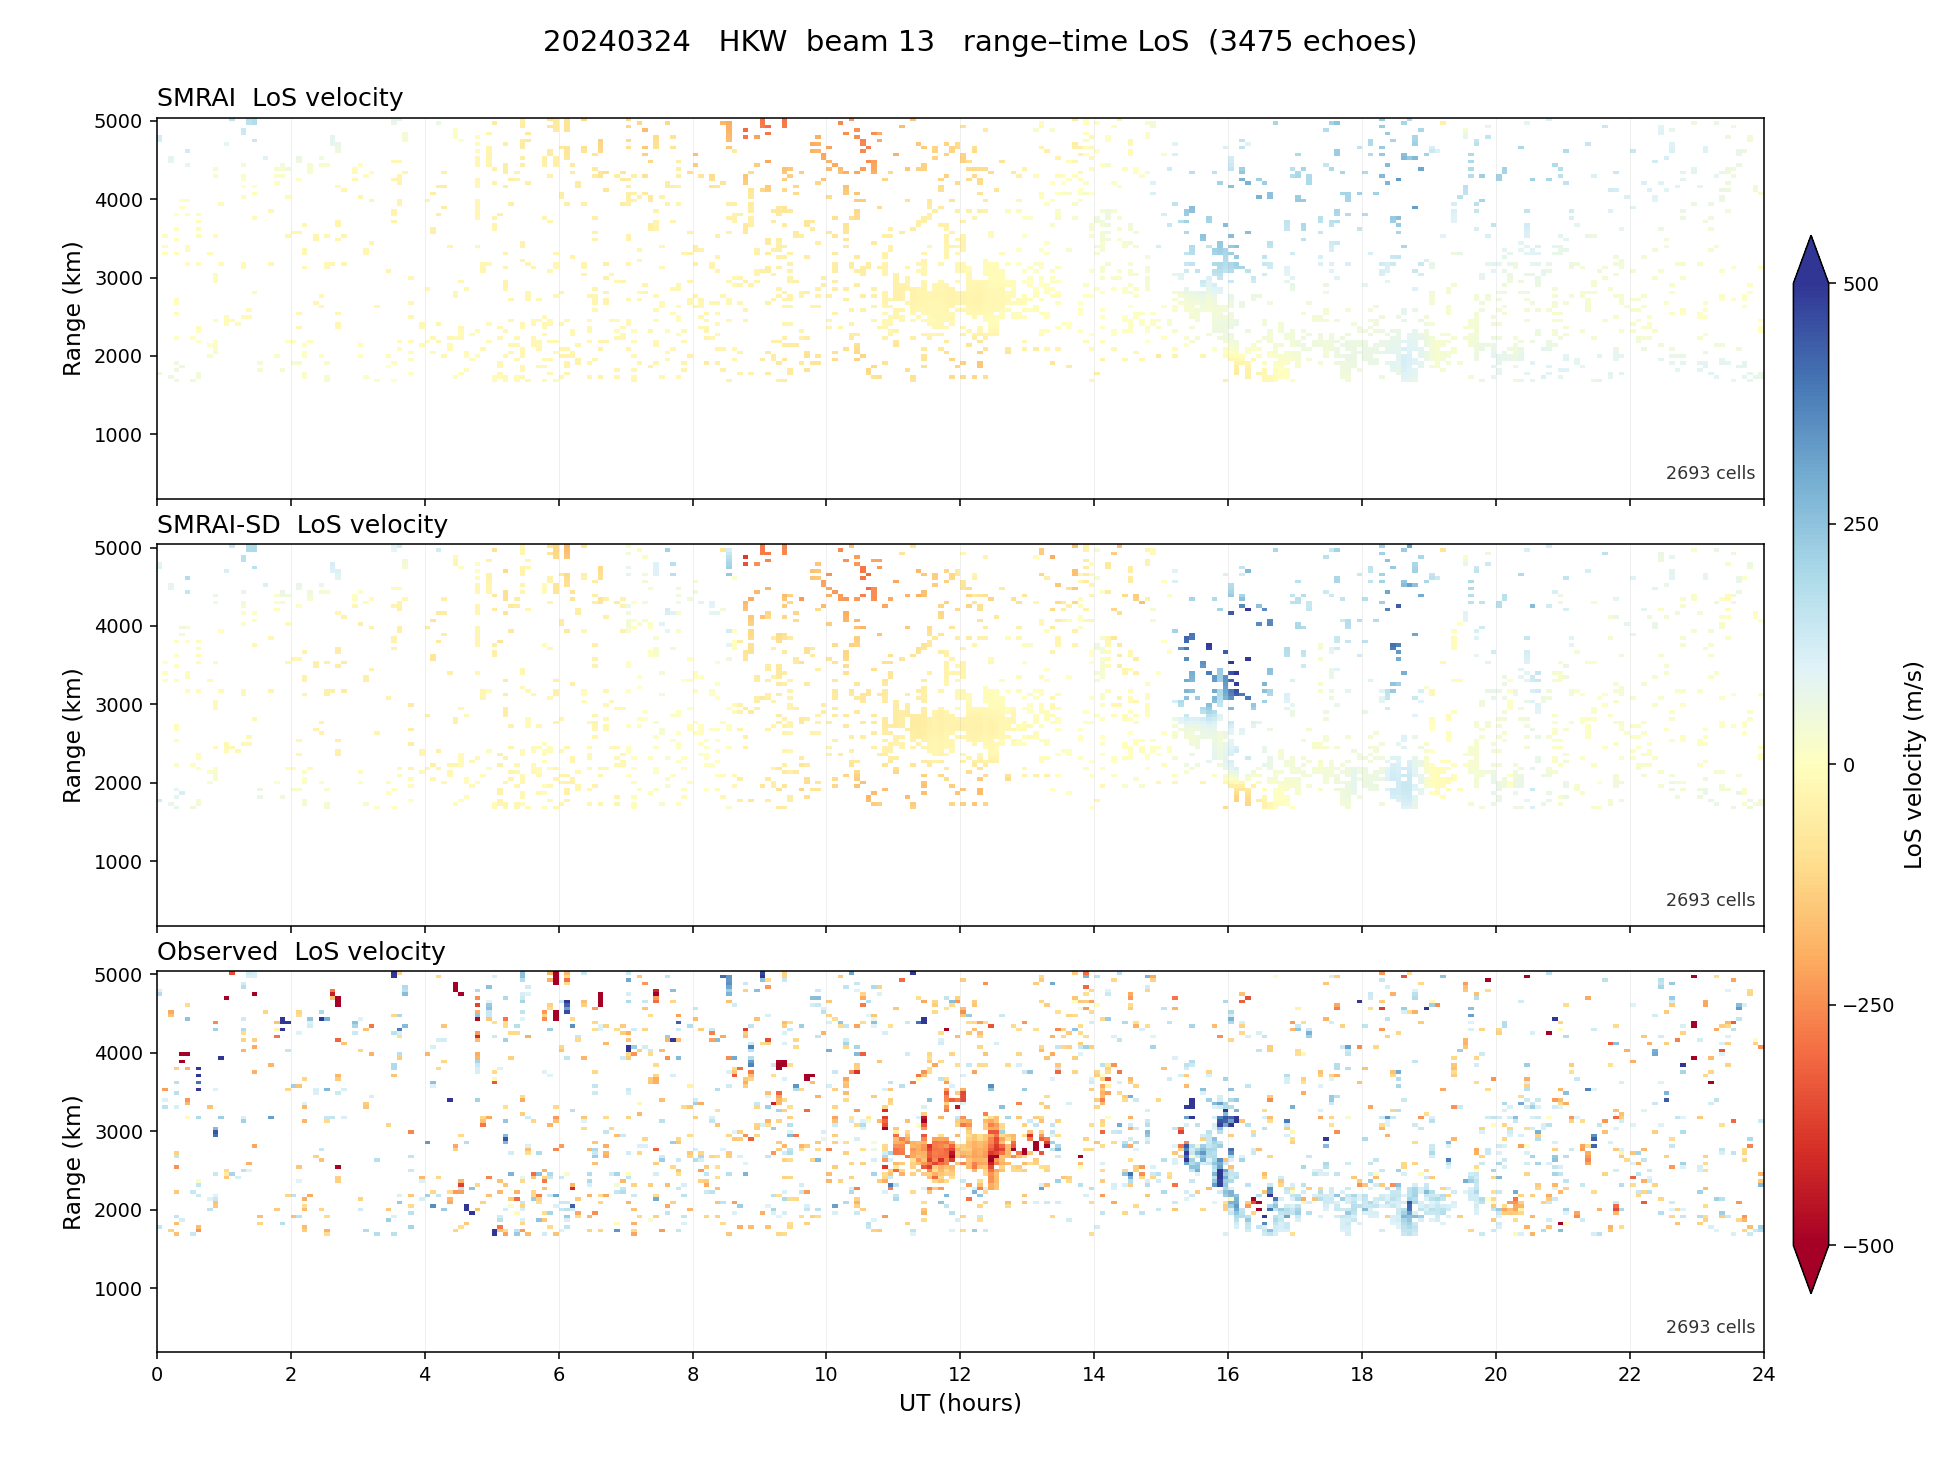 20240324   HKW  beam 13   range–time LoS  (3475 echoes)
SMRAI  LoS velocity
5000
4000
3000
2000
1000
Range (km)
2693 cells
SMRAI-SD  LoS velocity
5000
4000
3000
2000
1000
Range (km)
2693 cells
Observed  LoS velocity
5000
4000
3000
2000
1000
Range (km)
2693 cells
0 2 4 6 8 10 12 14 16 18 20 22 24
UT (hours)
500
250
0
−250
−500
LoS velocity (m/s)